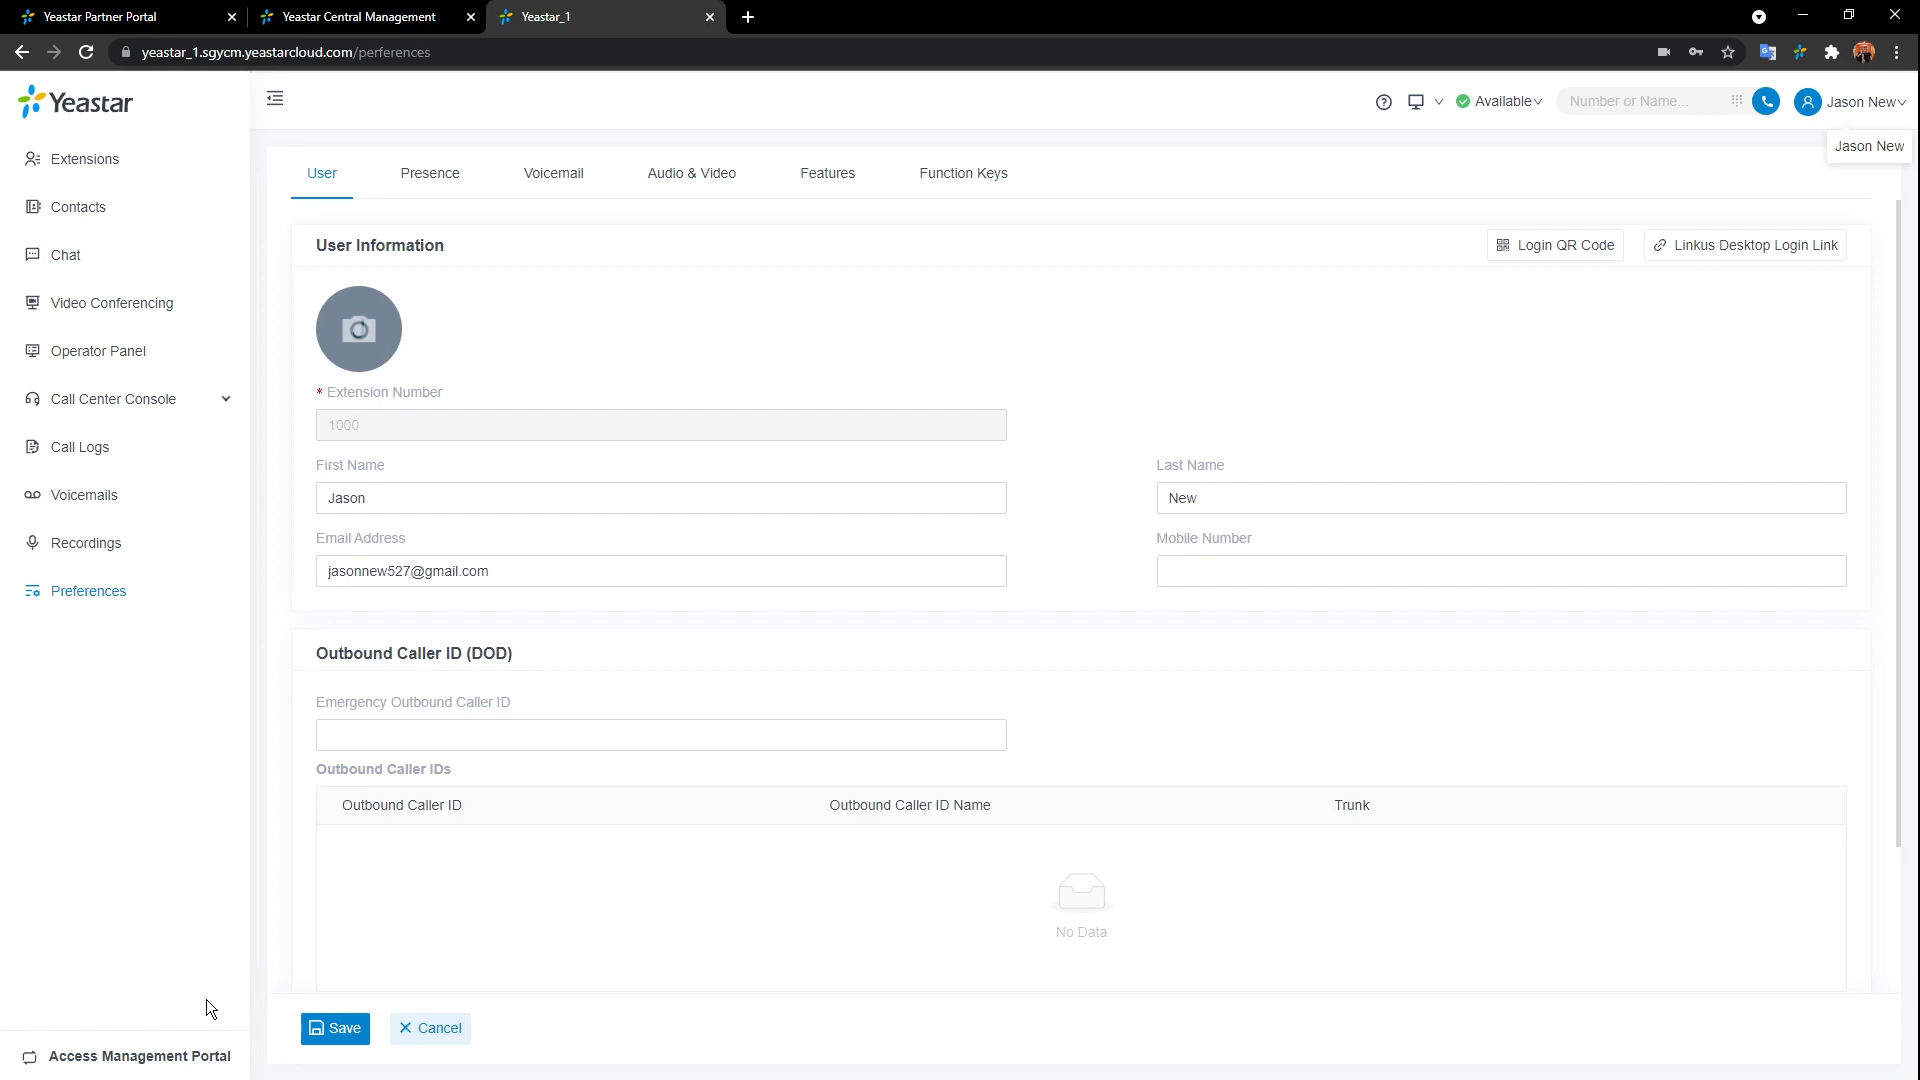 Yeastar Partner Portal
Yeastar Central Management
Yeastar_1
yeastar_1.sgycm.yeastarcloud.com/perferences
Yeastar
Available
Number or Name...
Jason New
Jason New
Extensions
Contacts
Chat
Video Conferencing
Operator Panel
Call Center Console
Call Logs
Voicemails
Recordings
Preferences
Access Management Portal
User
Presence
Voicemail
Audio & Video
Features
Function Keys
User Information
Login QR Code
Linkus Desktop Login Link
* Extension Number
1000
First Name
Last Name
Jason
New
Email Address
Mobile Number
jasonnew527@gmail.com
Outbound Caller ID (DOD)
Emergency Outbound Caller ID
Outbound Caller IDs
Outbound Caller ID
Outbound Caller ID Name
Trunk
No Data
Save
Cancel